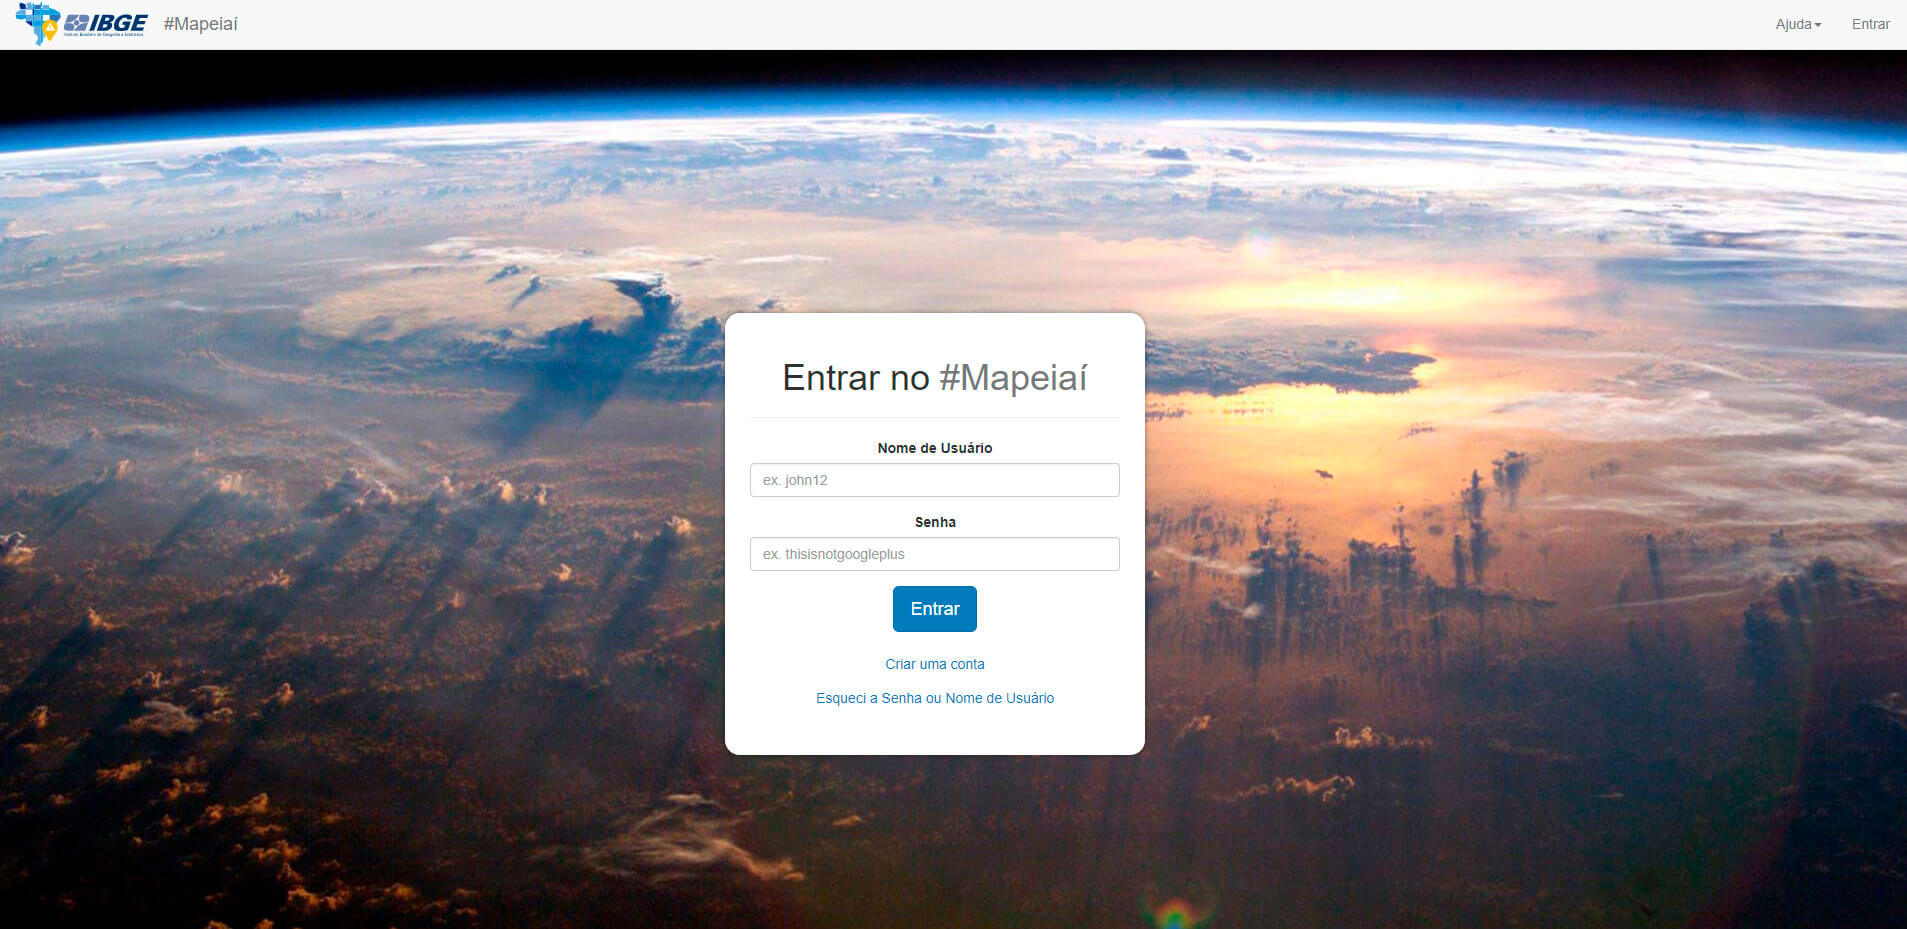 IBGE
Instituto Brasileiro de Geografia e Estatística
#Mapeiaí
Ajuda
Entrar
Entrar no #Mapeiaí
Nome de Usuário
ex. john12
Senha
ex. thisisnotgoogleplus
Entrar
Criar uma conta
Esqueci a Senha ou Nome de Usuário